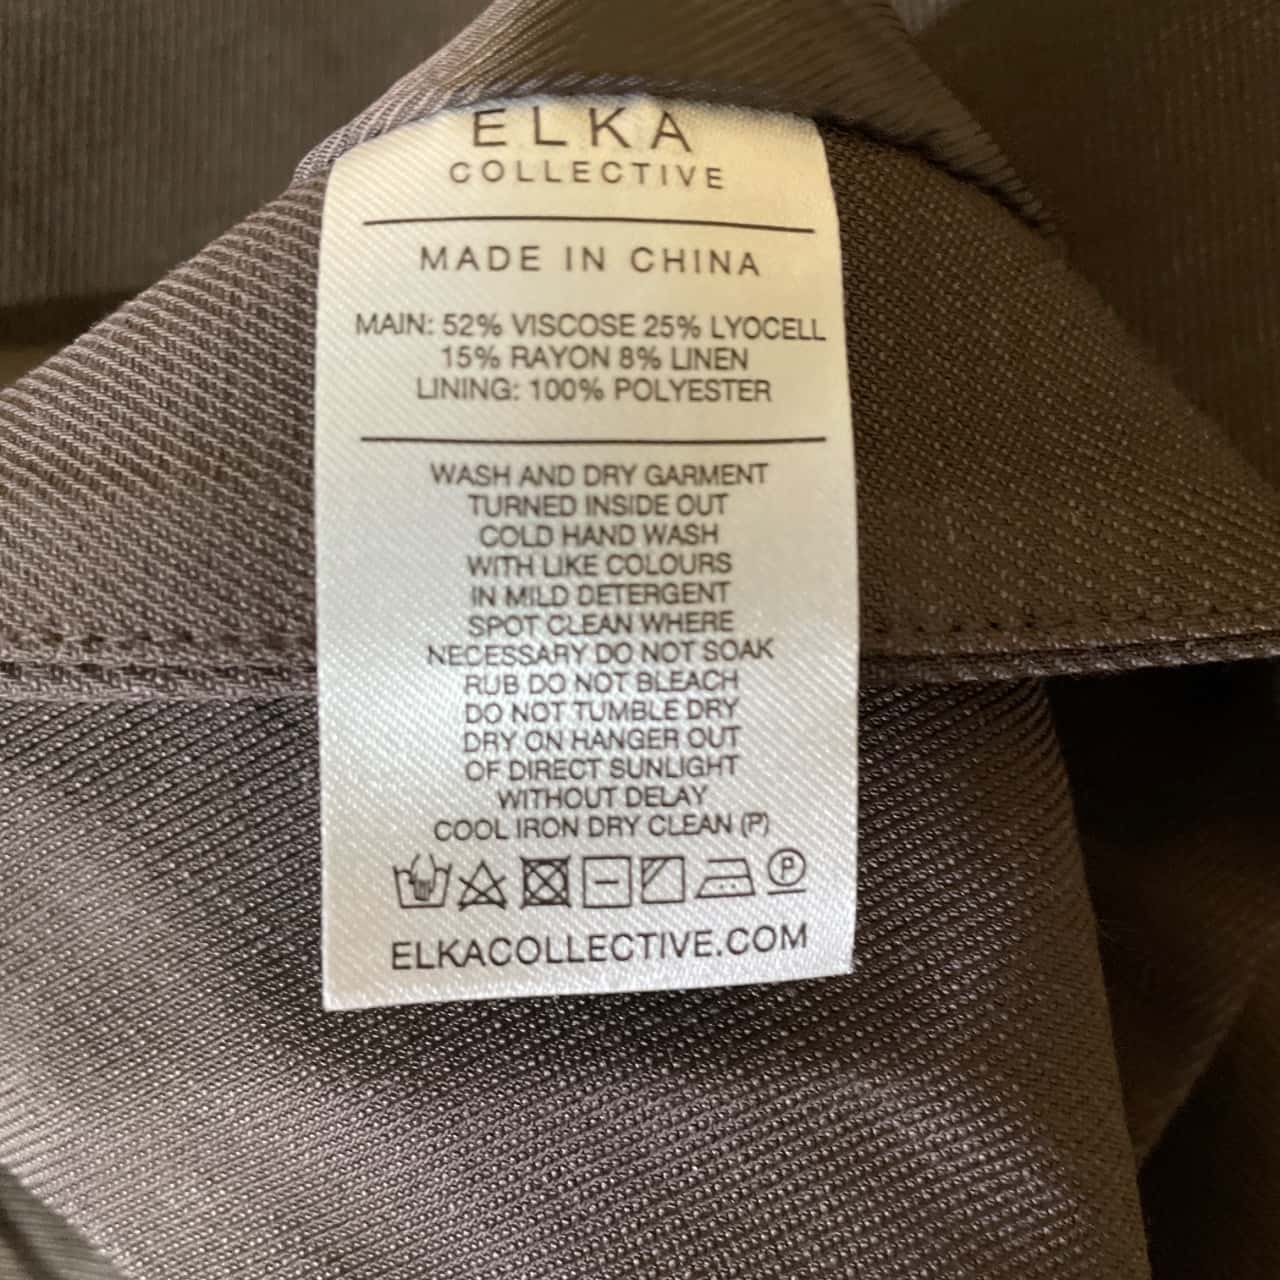 ELKA
COLLECTIVE
MADE IN CHINA
MAIN: 52% VISCOSE 25% LYOCELL
15% RAYON 8% LINEN
LINING: 100% POLYESTER
WASH AND DRY GARMENT
TURNED INSIDE OUT
COLD HAND WASH
WITH LIKE COLOURS
IN MILD DETERGENT
SPOT CLEAN WHERE
NECESSARY DO NOT SOAK
RUB DO NOT BLEACH
DO NOT TUMBLE DRY
DRY ON HANGER OUT
OF DIRECT SUNLIGHT
WITHOUT DELAY
COOL IRON DRY CLEAN (P)
P
ELKACOLLECTIVE.COM